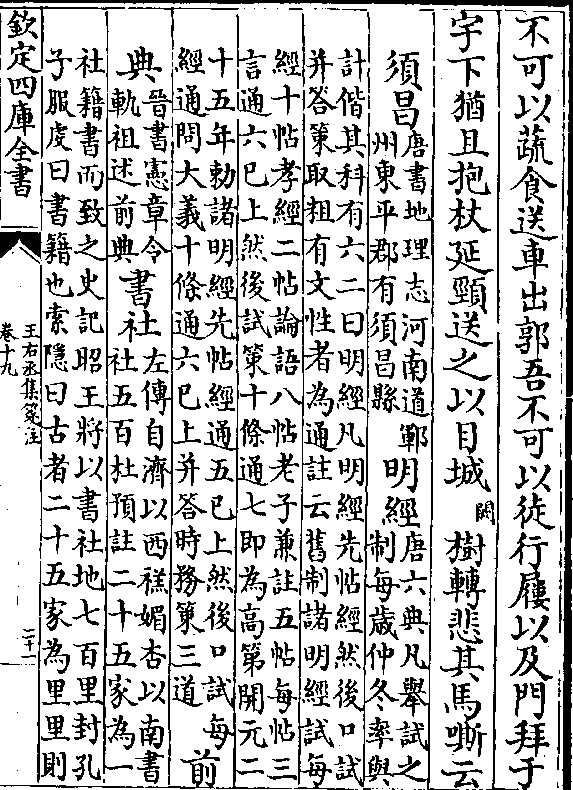 不可以蔬食送車出郭吾不可以徒行屨以及門拜于
宇下猶且抱杖延頸送之以目城闕樹轉悲其馬嘶云
須昌
唐書地理志河南道鄆
州東平郡有須昌縣
明經
唐六典凡舉試之
制每歲仲冬率與
計偕其科有六二曰明經凡明經先帖經然後口試
并答策取粗有文性者為通註云舊制諸明經試每
經十帖孝經二帖論語八帖老子兼註五帖每帖三
言通六已上然後試策十條通七即為高第開元二
十五年勅諸明經先帖經通五已上然後口試每
經通問大義十條通六已上并答時務策三道
前
典
晉書憲章令
軌祖述前典
書社
左傳自濟以西禚媚杏以南書
社五百杜預註二十五家為一
社籍書而致之史記昭王將以書社地七百里封孔
子服虔曰書籍也索隱曰古者二十五家為里里則
欽定四庫全書
王右丞集箋注
卷十九